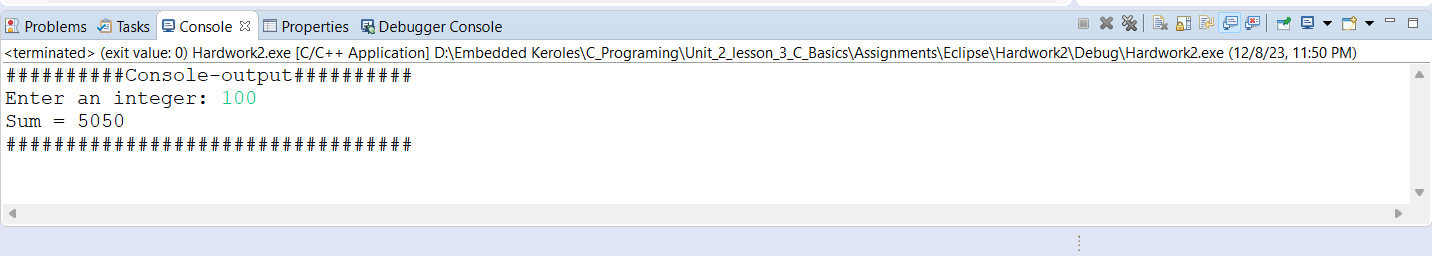 Problems Tasks Console Properties Debugger Console
<terminated> (exit value: 0) Hardwork2.exe [C/C++ Application] D:\Embedded Keroles\C_Programing\Unit_2_lesson_3_C_Basics\Assignments\Eclipse\Hardwork2\Debug\Hardwork2.exe (12/8/23, 11:50 PM)
##########Console-output##########
Enter an integer: 100
Sum = 5050
##################################